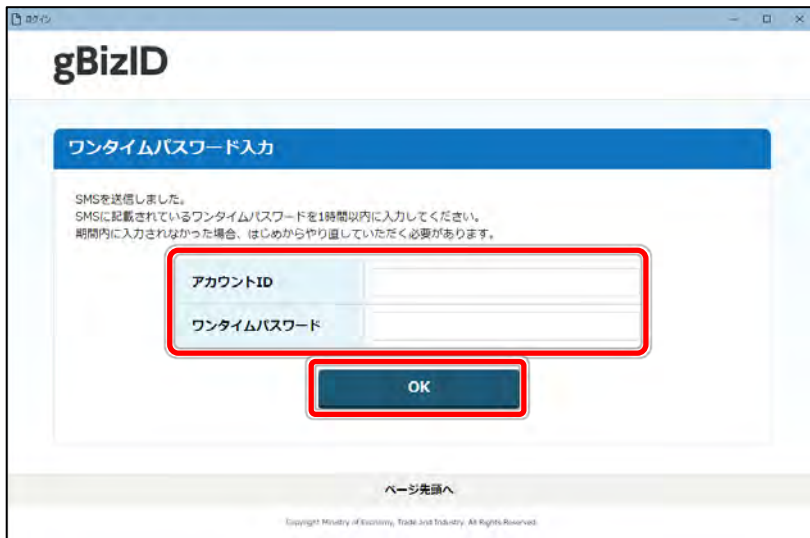 ログイン
gBizID
ワンタイムパスワード入力
SMSを送信しました。
SMSに記載されているワンタイムパスワードを1時間以内に入力してください。
期間内に入力されなかった場合、はじめからやり直していただく必要があります。
アカウントID
ワンタイムパスワード
OK
ページ先頭へ
Copyright Ministry of Economy, Trade and Industry. All Rights Reserved.